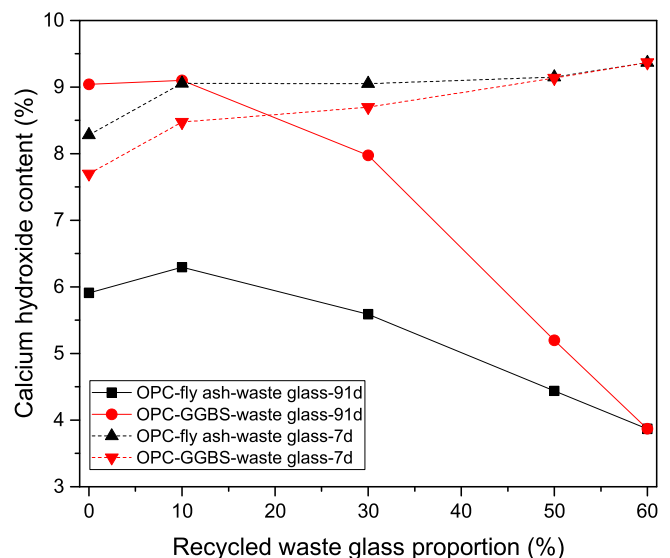 10
9
8
7
6
5
4
3
Calcium hydroxide content (%)
OPC-fly ash-waste glass-91d
OPC-GGBS-waste glass-91d
OPC-fly ash-waste glass-7d
OPC-GGBS-waste glass-7d
0 10 20 30 40 50 60
Recycled waste glass proportion (%)